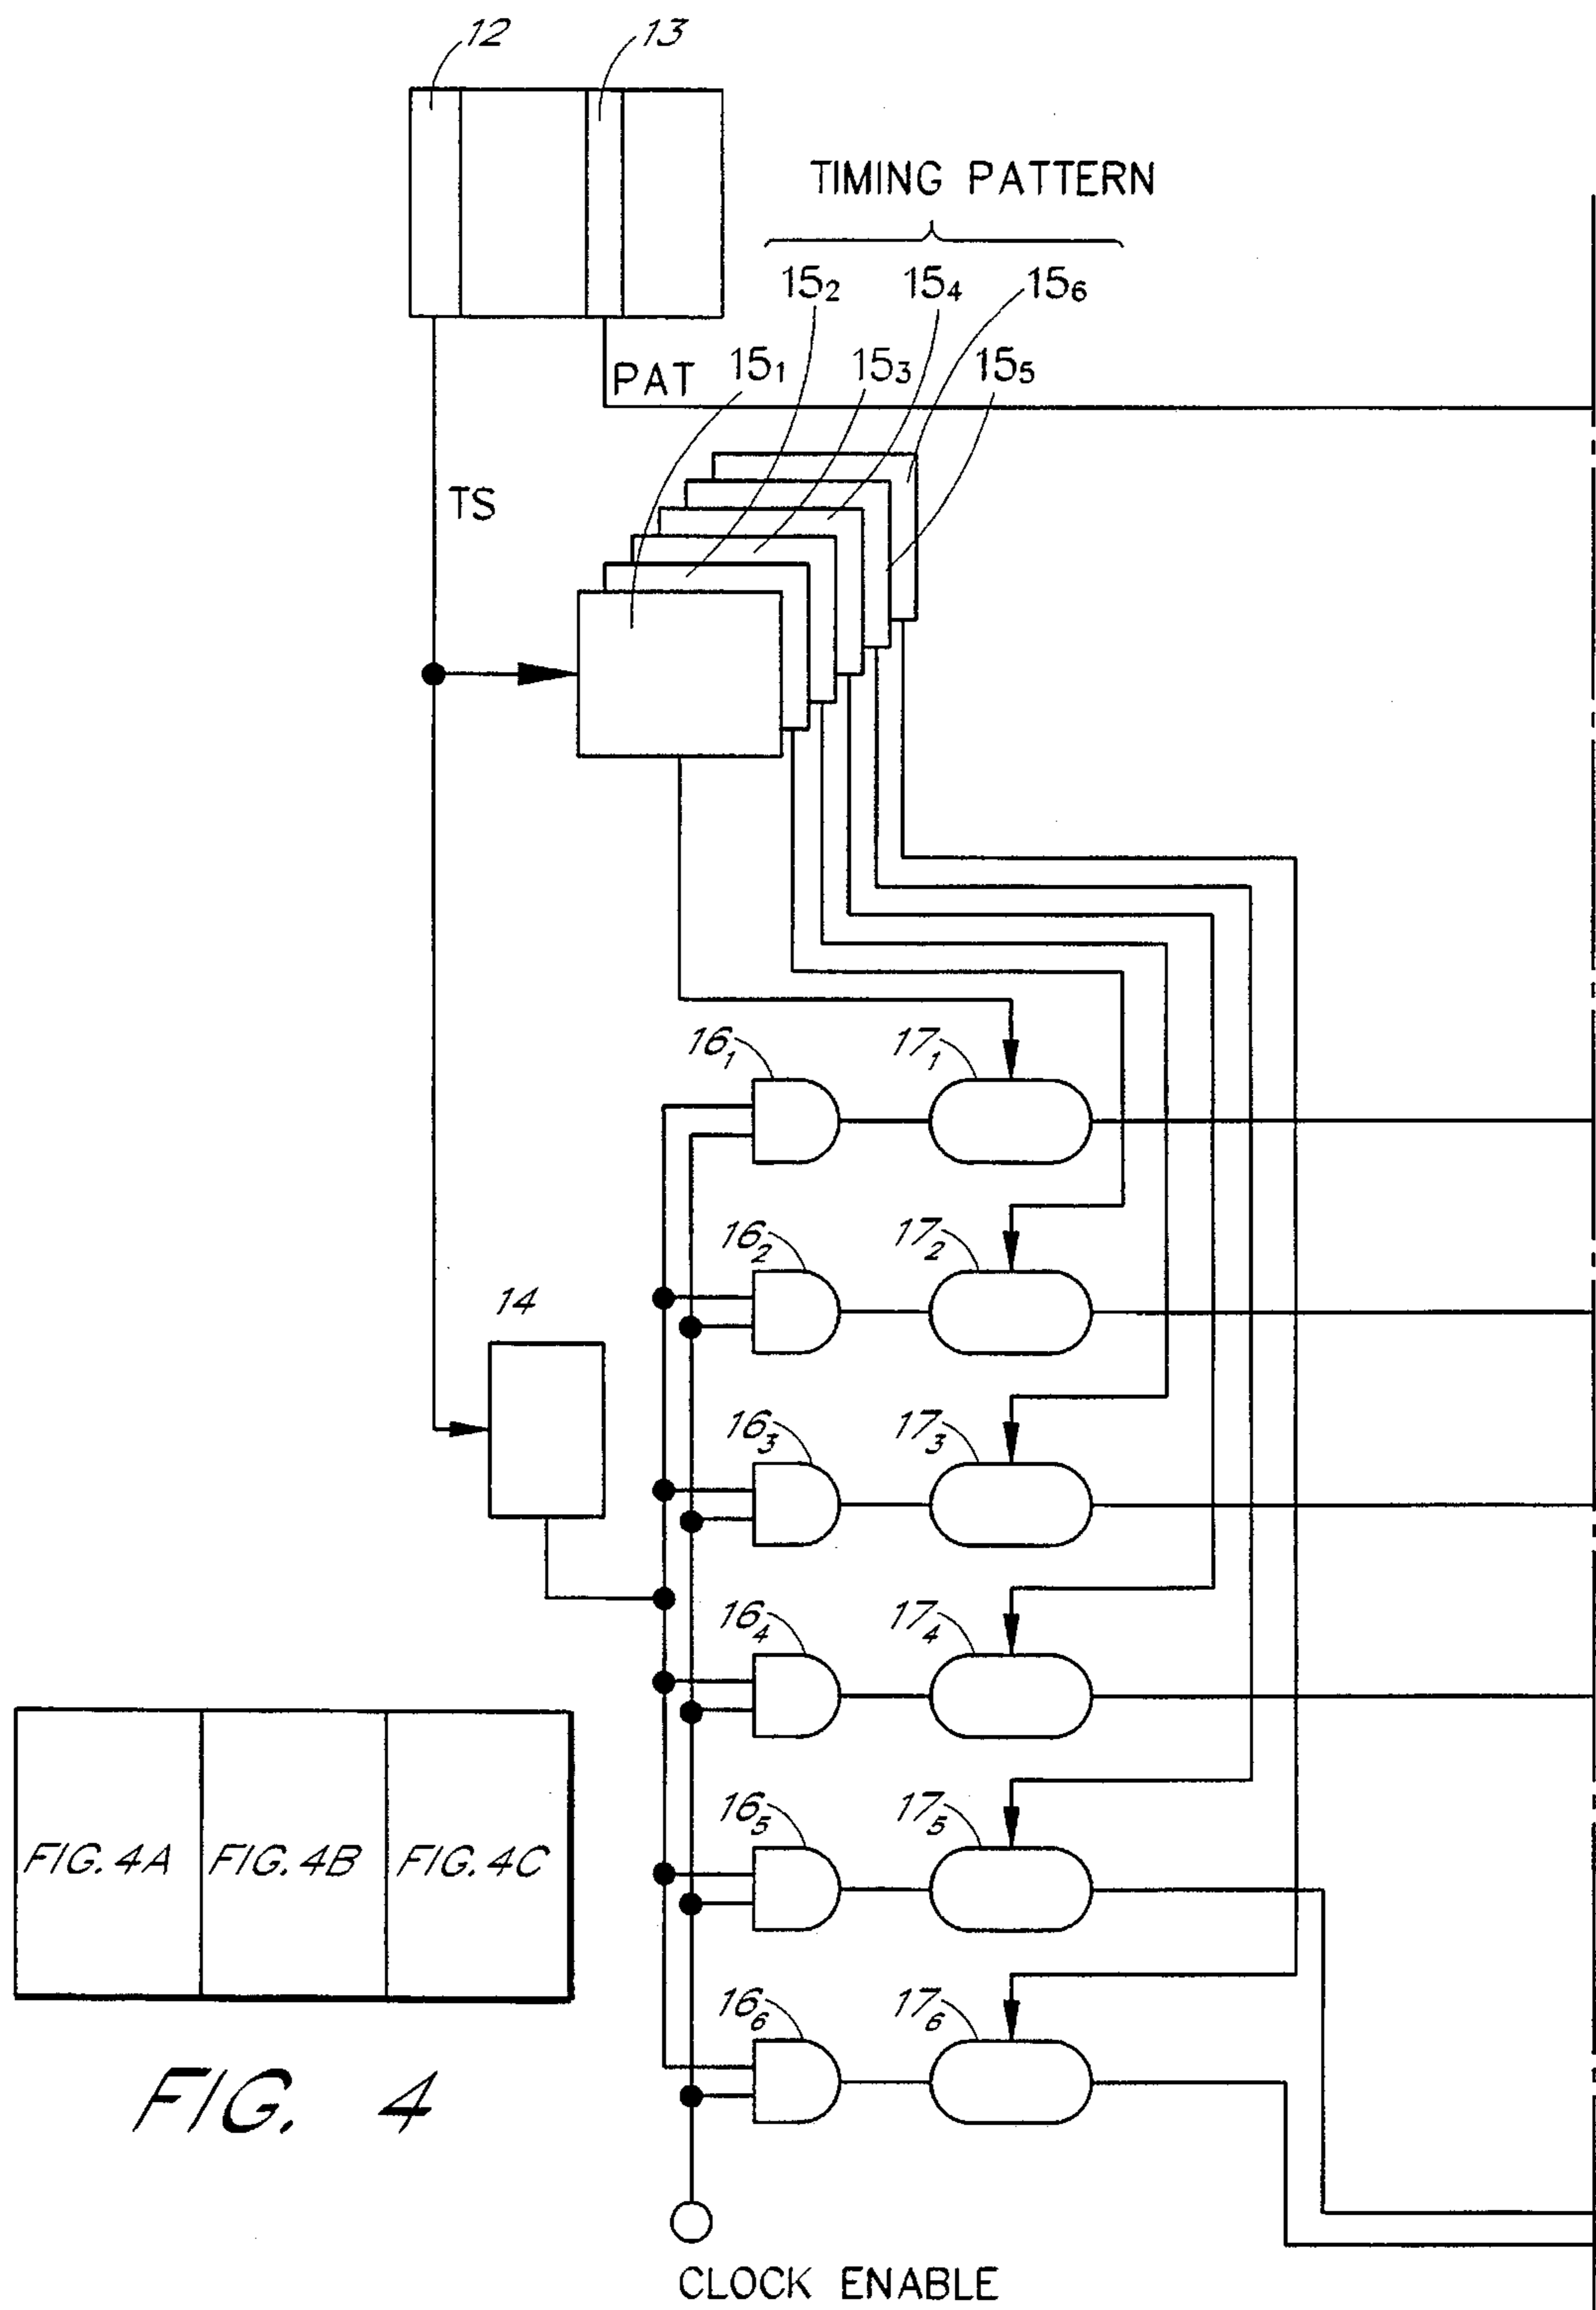 12 13
TIMING PATTERN
15₂ 15₄ 15₆
PAT 15₁ 15₃ 15₅
TS
16₁ 17₁
16₂ 17₂
14
16₃ 17₃
16₄ 17₄
16₅ 17₅
FIG. 4A FIG. 4B FIG. 4C
16₆ 17₆
FIG. 4
CLOCK ENABLE